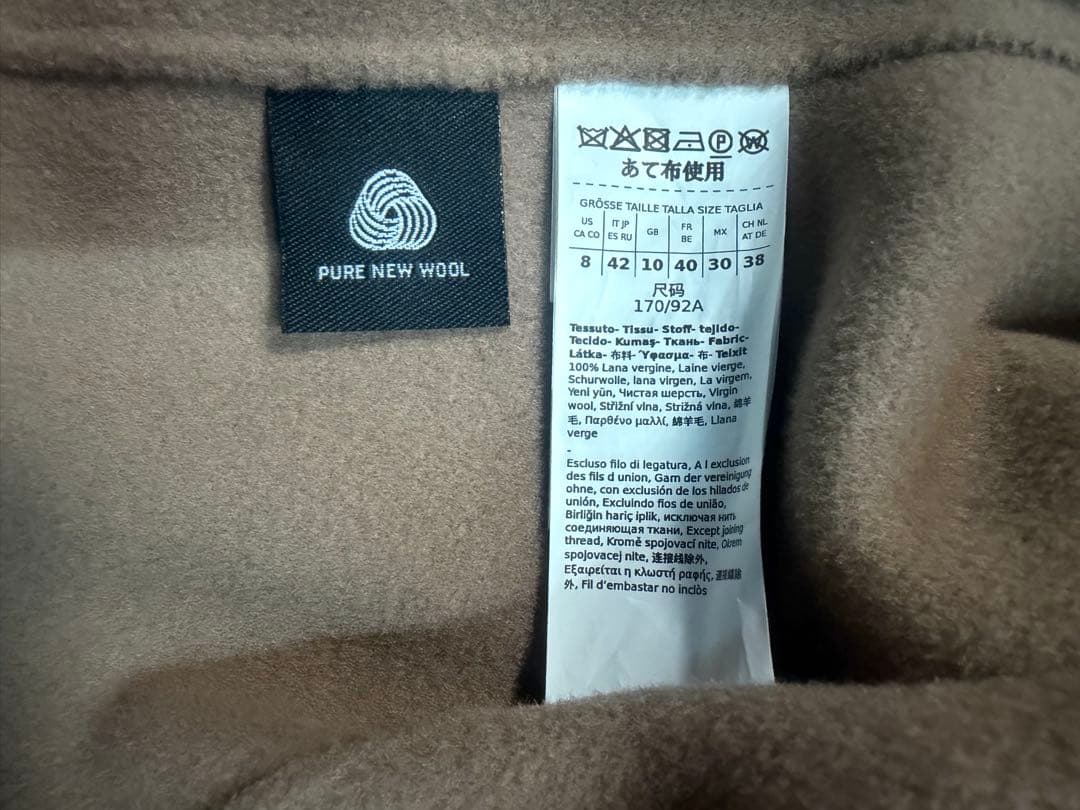 PURE NEW WOOL
P W
あて布使用
GRÖSSE TAILLE TALLA SIZE TAGLIA
US CA CO IT JP ES RU GB FR BE MX CH NL AT DE
8 42 10 40 30 38
尺码
170/92A
Tessuto- Tissu- Stoff- tejido-
Tecido- Kumaş- Ткань- Fabric-
Látka- 布料- Ύφασμα- 布- Teixit
100% Lana vergine, Laine vierge,
Schurwolle, lana virgen, La virgem,
Yeni yün, Чистая шерсть, Virgin
wool, Střižní vlna, Strižná vlna, 綿羊
毛, Παρθένο μαλλί, 綿羊毛, Llana
verge
-
Escluso filo di legatura, A l exclusion
des fils d union, Garn der vereinigung
ohne, con exclusión de los hilados de
unión, Excluindo fios de união,
Birliğin hariç iplik, исключая нить
соединяющая ткани, Except joining
thread, Kromě spojovací nite, Okrem
spojovacej nite, 连接线除外,
Εξαιρείται η κλωστή ραφής, 連接線除
外, Fil d'embastar no inclòs